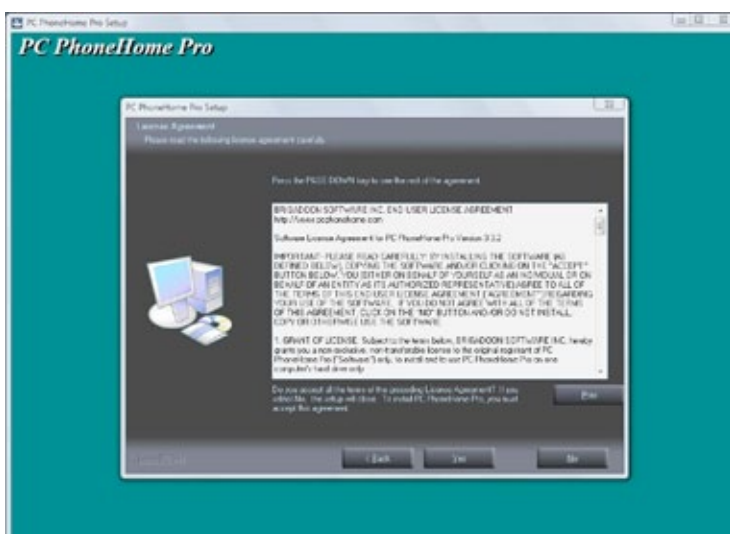 PC PhoneHome Pro Setup
PC PhoneHome Pro
PC PhoneHome Pro Setup
License Agreement
Please read the following license agreement carefully.
Press the PAGE DOWN key to see the rest of the agreement.
BRIGADOON SOFTWARE INC. END USER LICENSE AGREEMENT
http://www.pcphonehome.com
Software License Agreement for PC PhoneHome Pro Version 3.3.2
IMPORTANT- PLEASE READ CAREFULLY: BY INSTALLING THE SOFTWARE (AS
DEFINED BELOW), COPYING THE SOFTWARE AND/OR CLICKING ON THE "ACCEPT"
BUTTON BELOW, YOU (EITHER ON BEHALF OF YOURSELF AS AN INDIVIDUAL OR ON
BEHALF OF AN ENTITY AS ITS AUTHORIZED REPRESENTATIVE) AGREE TO ALL OF
THE TERMS OF THIS END USER LICENSE AGREEMENT ("AGREEMENT") REGARDING
YOUR USE OF THE SOFTWARE. IF YOU DO NOT AGREE WITH ALL OF THE TERMS
OF THIS AGREEMENT, CLICK ON THE "NO" BUTTON AND/OR DO NOT INSTALL,
COPY OR OTHERWISE USE THE SOFTWARE.
1. GRANT OF LICENSE. Subject to the terms below, BRIGADOON SOFTWARE INC. hereby
grants you a non-exclusive, non-transferable license to the original registrant of PC
PhoneHome Pro ("Software") only, to install and to use PC PhoneHome Pro on one
computer's hard drive only.
Do you accept all the terms of the preceding License Agreement? If you
select No, the setup will close. To install PC PhoneHome Pro, you must
accept this agreement.
Print
< Back
Yes
No